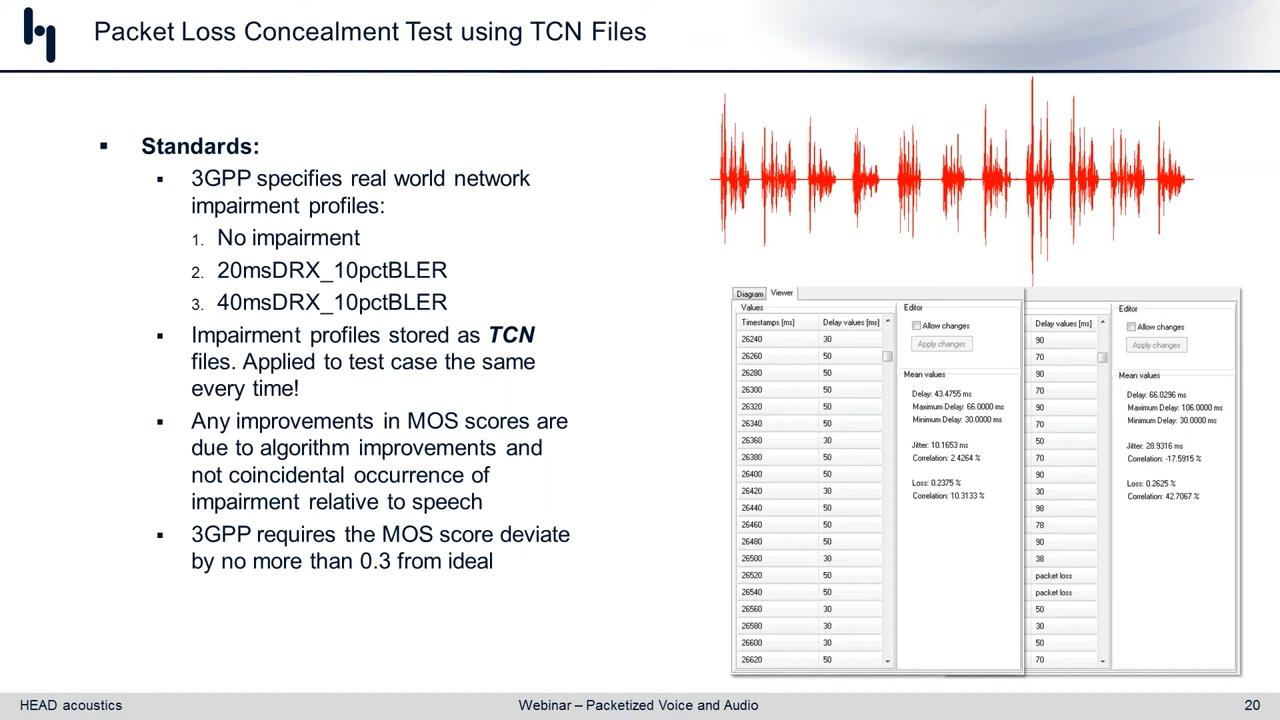 Packet Loss Concealment Test using TCN Files
▪ Standards:
▪ 3GPP specifies real world network
impairment profiles:
1. No impairment
2. 20msDRX_10pctBLER
3. 40msDRX_10pctBLER
▪ Impairment profiles stored as TCN
files. Applied to test case the same
every time!
▪ Any improvements in MOS scores are
due to algorithm improvements and
not coincidental occurrence of
impairment relative to speech
▪ 3GPP requires the MOS score deviate
by no more than 0.3 from ideal
Diagram Viewer
Values
Timestamps [ms] Delay values [ms]
26240 30
26260 50
26280 50
26300 50
26320 50
26340 50
26360 30
26380 50
26400 50
26420 30
26440 50
26460 50
26480 50
26500 30
26520 50
26540 50
26560 30
26580 30
26600 30
26620 50
Editor
Allow changes
Apply changes
Mean values
Delay: 43.4755 ms
Maximum Delay: 66.0000 ms
Minimum Delay: 30.0000 ms
Jitter: 10.1653 ms
Correlation: 2.4264 %
Loss: 0.2375 %
Correlation: 10.3133 %
Delay values [ms]
90
70
90
70
90
70
50
70
90
30
98
78
90
38
packet loss
packet loss
50
30
50
70
Editor
Allow changes
Apply changes
Mean values
Delay: 66.0296 ms
Maximum Delay: 106.0000 ms
Minimum Delay: 30.0000 ms
Jitter: 28.9316 ms
Correlation: -17.5915 %
Loss: 0.2625 %
Correlation: 42.7067 %
HEAD acoustics
Webinar – Packetized Voice and Audio
20